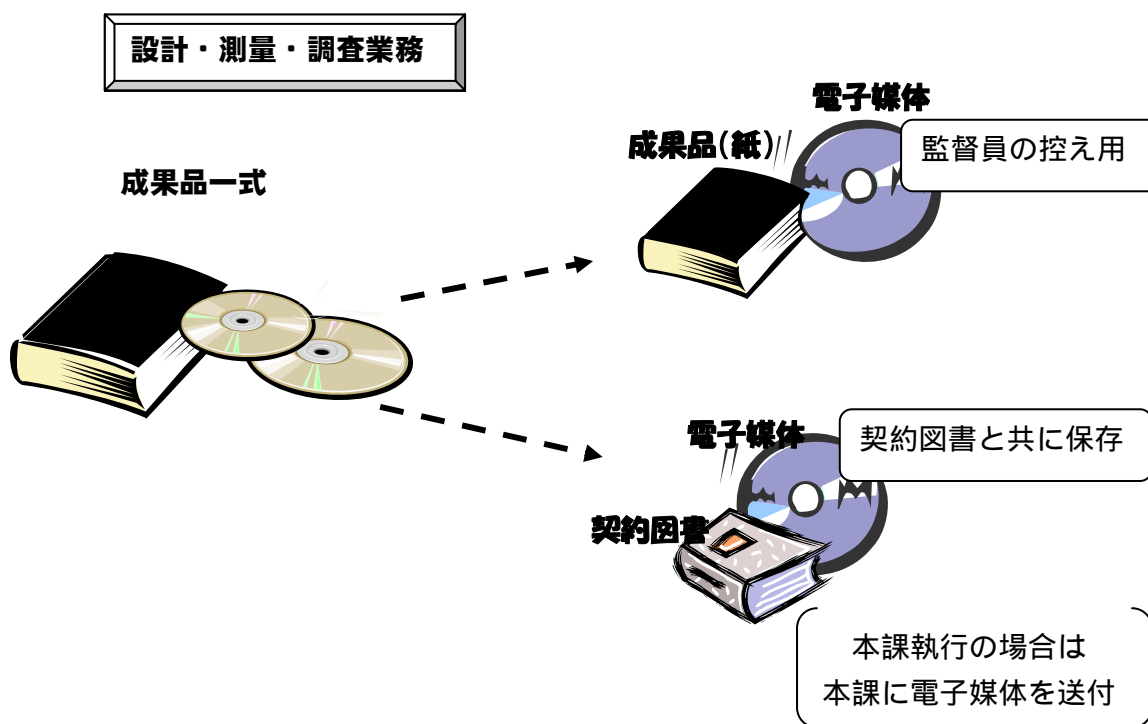 設計・測量・調査業務
電子媒体
成果品(紙)
監督員の控え用
成果品一式
電子媒体
契約図書と共に保存
契約図書
本課執行の場合は
本課に電子媒体を送付